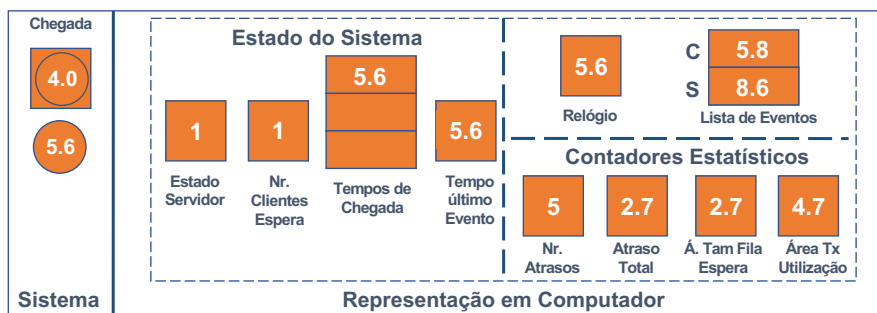 Chegada
4.0
5.6
Sistema
Estado do Sistema
1
Estado
Servidor
1
Nr.
Clientes
Espera
5.6
Tempos de
Chegada
5.6
Tempo
último
Evento
5.6
Relógio
C 5.8
S 8.6
Lista de Eventos
Contadores Estatísticos
5
Nr.
Atrasos
2.7
Atraso
Total
2.7
Á. Tam Fila
Espera
4.7
Área Tx
Utilização
Representação em Computador